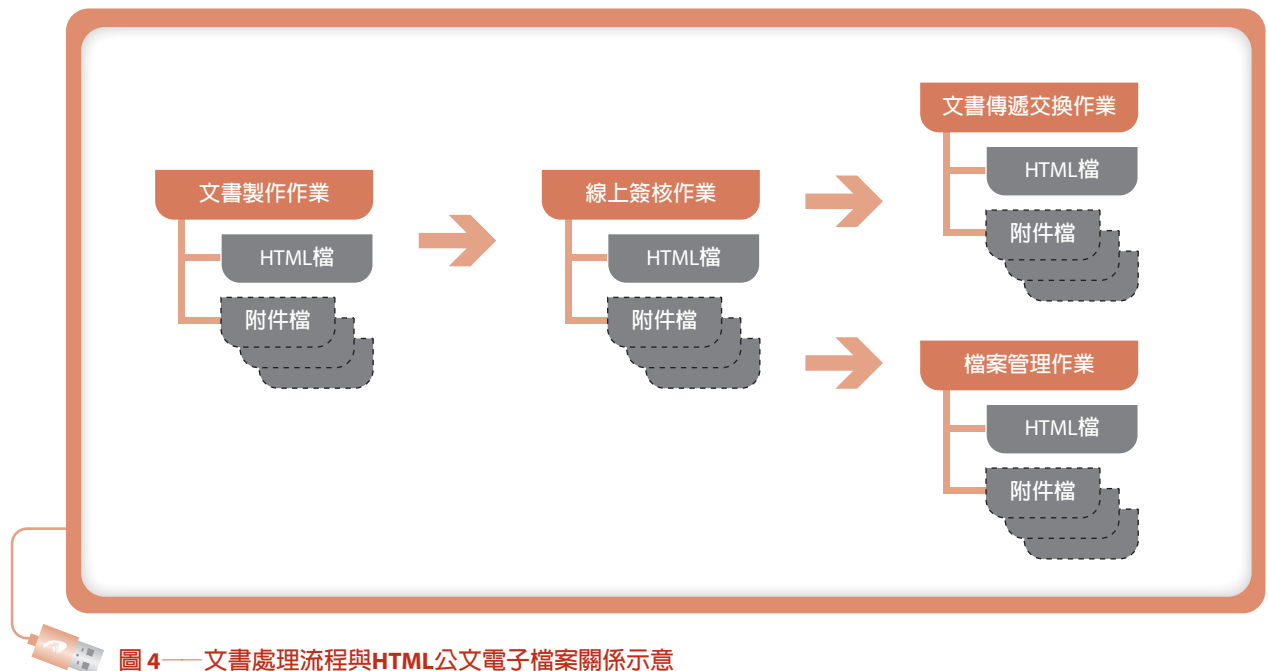 文書製作作業
HTML檔
附件檔
線上簽核作業
HTML檔
附件檔
文書傳遞交換作業
HTML檔
附件檔
檔案管理作業
HTML檔
附件檔
圖 4——文書處理流程與HTML公文電子檔案關係示意